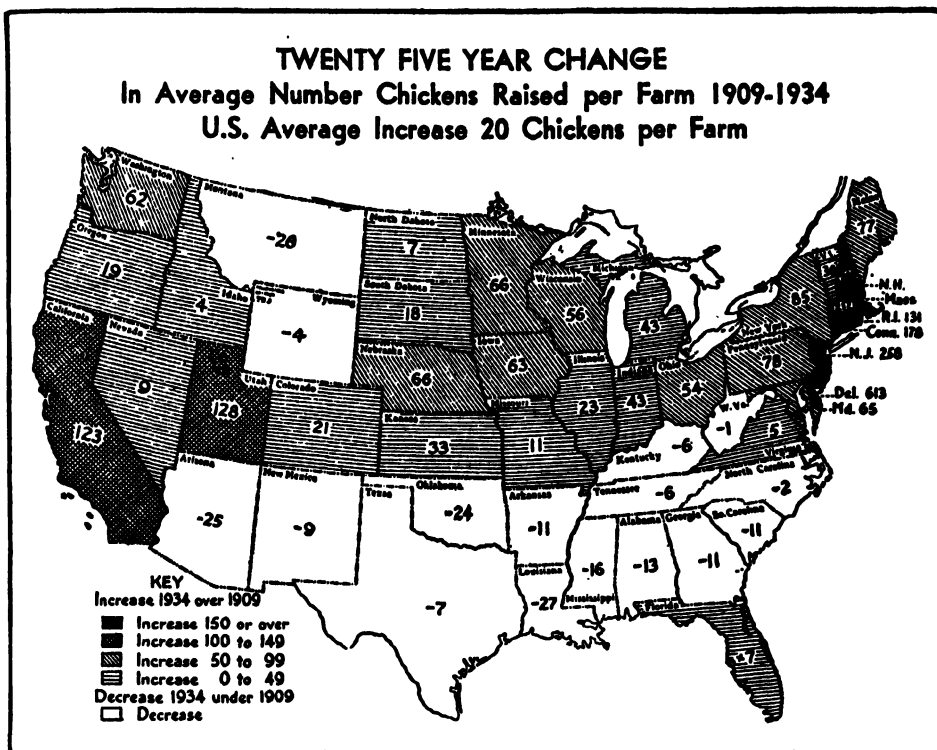 TWENTY FIVE YEAR CHANGE
In Average Number Chickens Raised per Farm 1909-1934
U.S. Average Increase 20 Chickens per Farm
Washington
62
Montana
-28
North Dakota
7
Minnesota
66
Maine
77
Oregon
19
Idaho
4
Wyoming
-4
South Dakota
18
Wisconsin
56
43
New York
85
N.H.
Mass
R.I. 131
Conn. 178
N.J. 258
Del. 613
Md. 65
California
123
Nevada
9
Utah
128
Colorado
21
Nebraska
66
Iowa
63
Illinois
23
43
Ohio
54
Pennsylvania
78
W.Va.
-1
Virginia
5
Kansas
33
Missouri
11
Kentucky
-6
Arizona
-25
New Mexico
-9
Texas
-7
Oklahoma
-24
Arkansas
-11
Tennessee
-6
North Carolina
-2
So. Carolina
-11
Louisiana
-27
Mississippi
-16
Alabama
-13
Georgia
-11
Florida
KEY
Increase 1934 over 1909
Increase 150 or over
Increase 100 to 149
Increase 50 to 99
Increase 0 to 49
Decrease 1934 under 1909
Decrease